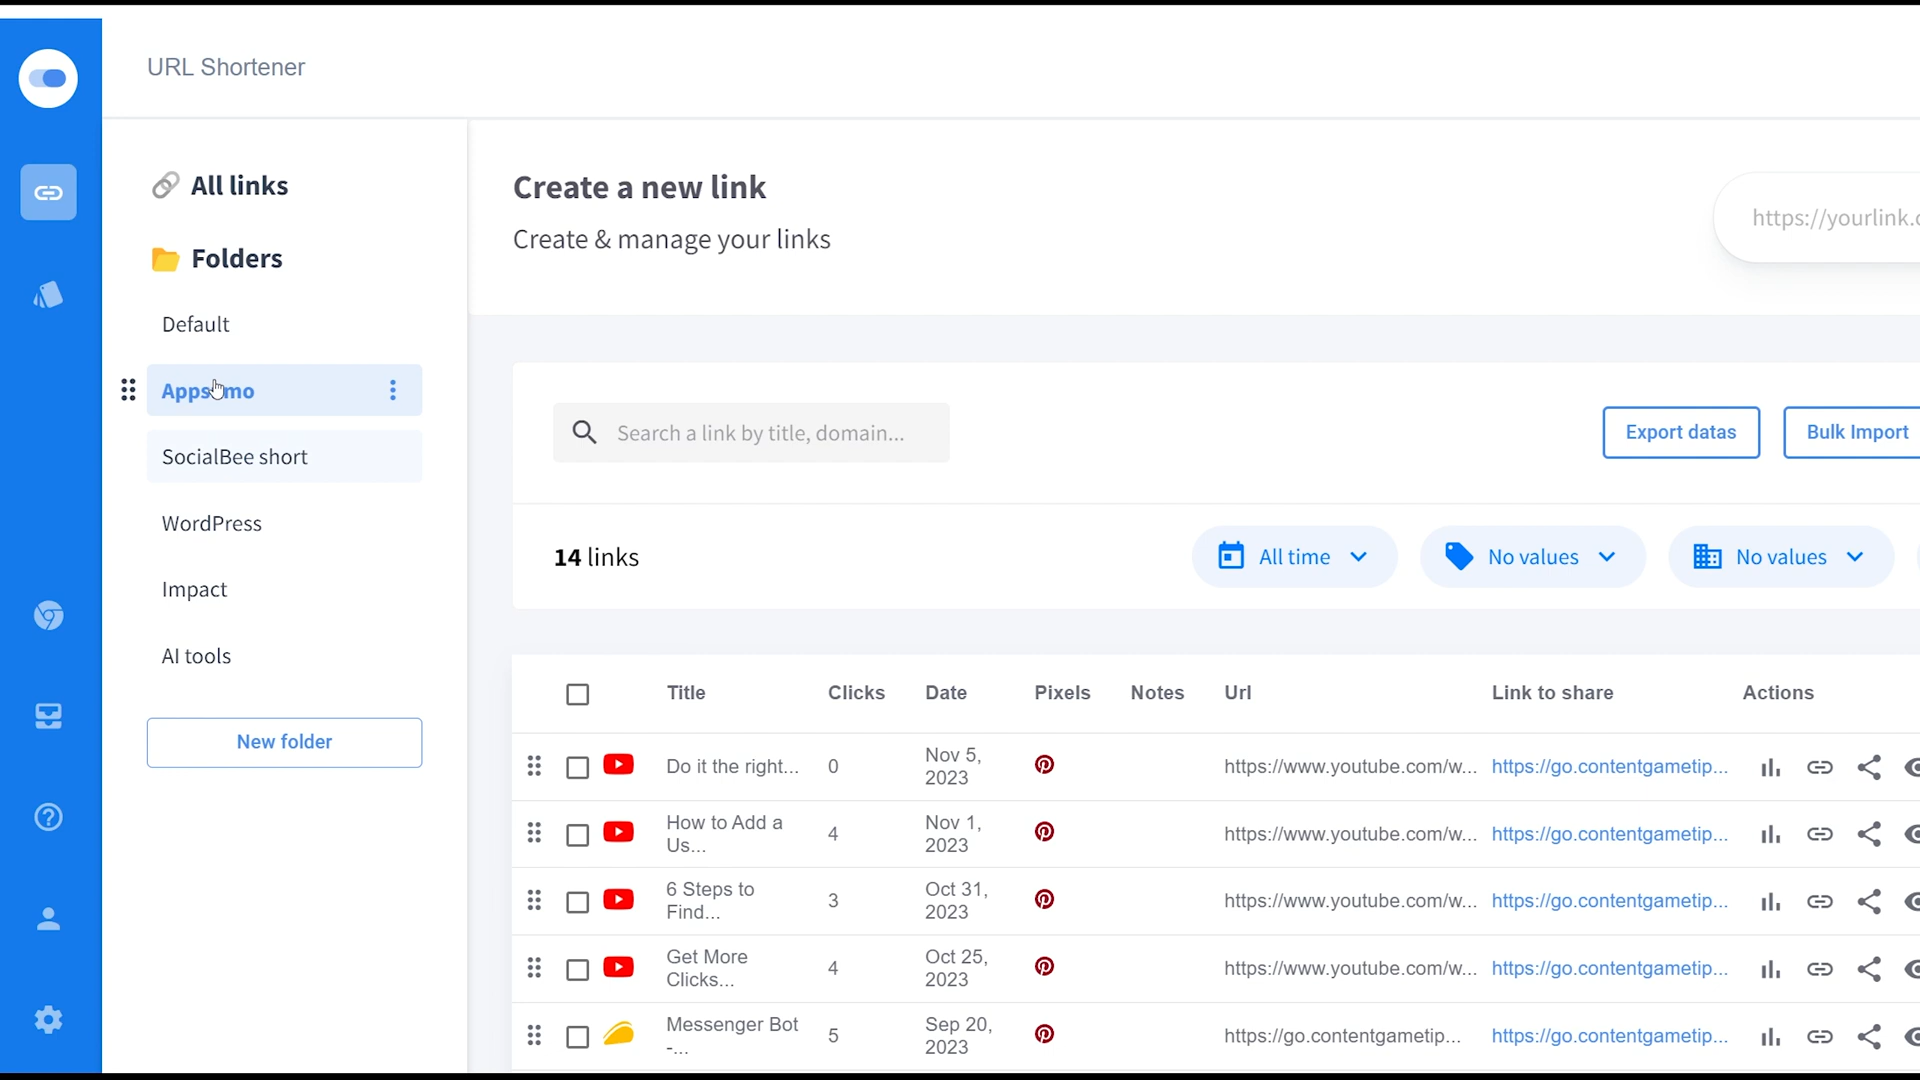 URL Shortener
All links
Folders
Default
SocialBee short
WordPress
Impact
AI tools
New folder
Create a new link
Create & manage your links
https://yourlink.c
Search a link by title, domain...
Export datas
Bulk Import
14 links
All time
No values
No values
Title Clicks Date Pixels Notes Url Link to share Actions
Do it the right... 0 Nov 5, 2023 https://www.youtube.com/w... https://go.contentgametip...
How to Add a Us... 4 Nov 1, 2023 https://www.youtube.com/w... https://go.contentgametip...
6 Steps to Find... 3 Oct 31, 2023 https://www.youtube.com/w... https://go.contentgametip...
Get More Clicks... 4 Oct 25, 2023 https://www.youtube.com/w... https://go.contentgametip...
Messenger Bot -... 5 Sep 20, 2023 https://go.contentgametip... https://go.contentgametip...